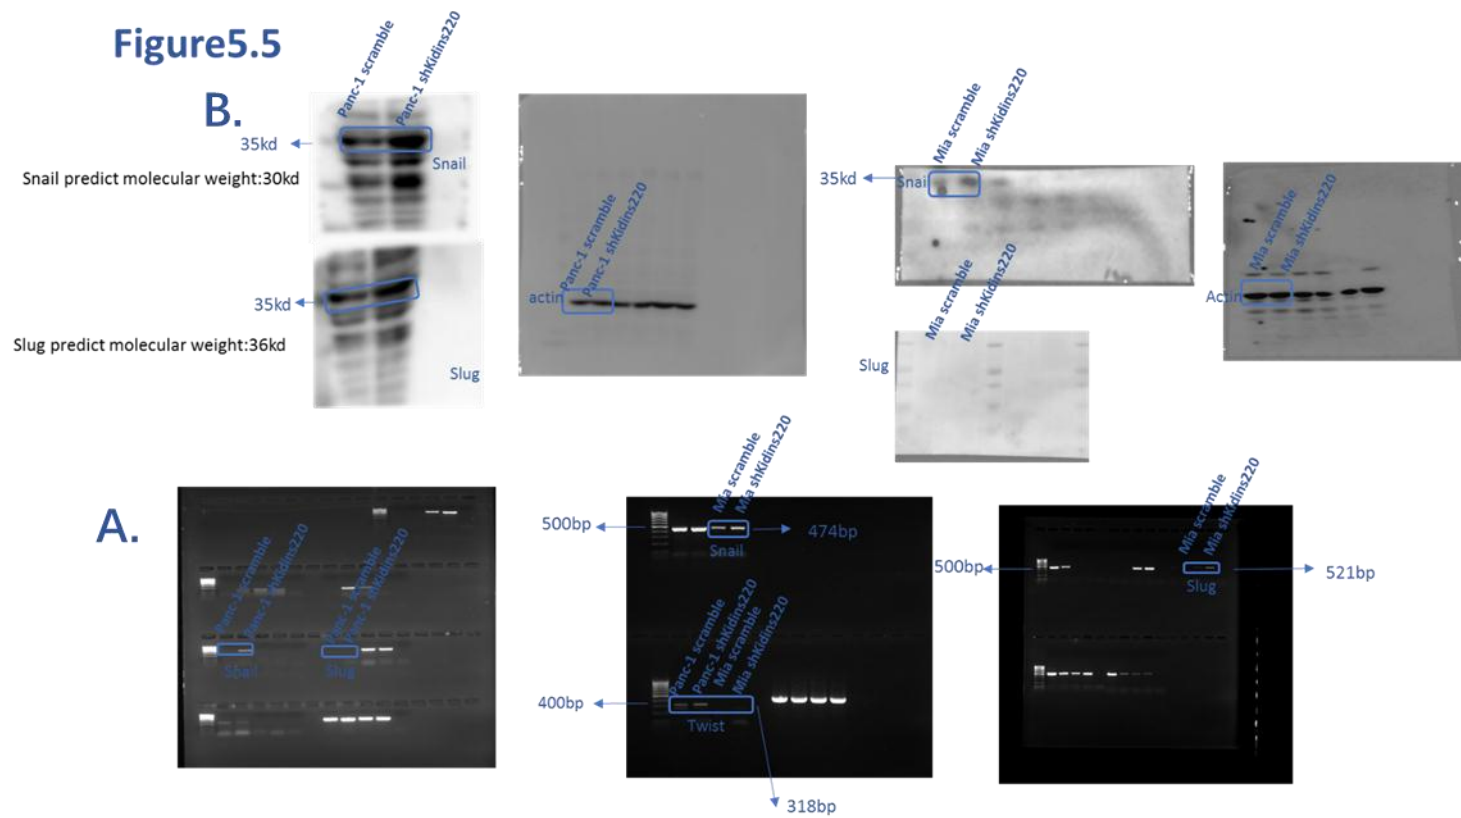 Figure5.5
B.
Panc-1 scramble
Panc-1 shKidins220
35kd
Snail
Snail predict molecular weight:30kd
35kd
Slug predict molecular weight:36kd
Slug
Panc-1 scramble
Panc-1 shKidins220
actin
Mia scramble
Mia shKidins220
35kd
Snail
Mia scramble
Mia shKidins220
Slug
Mia scramble
Mia shKidins220
Actin
A.
Panc-1 scramble
Panc-1 shKidins220
Snail
Panc-1 scramble
Panc-1 shKidins220
Slug
Mia scramble
Mia shKidins220
500bp
474bp
Snail
Panc-1 scramble
Panc-1 shKidins220
Mia scramble
Mia shKidins220
400bp
Twist
318bp
Mia scramble
Mia shKidins220
500bp
521bp
Slug